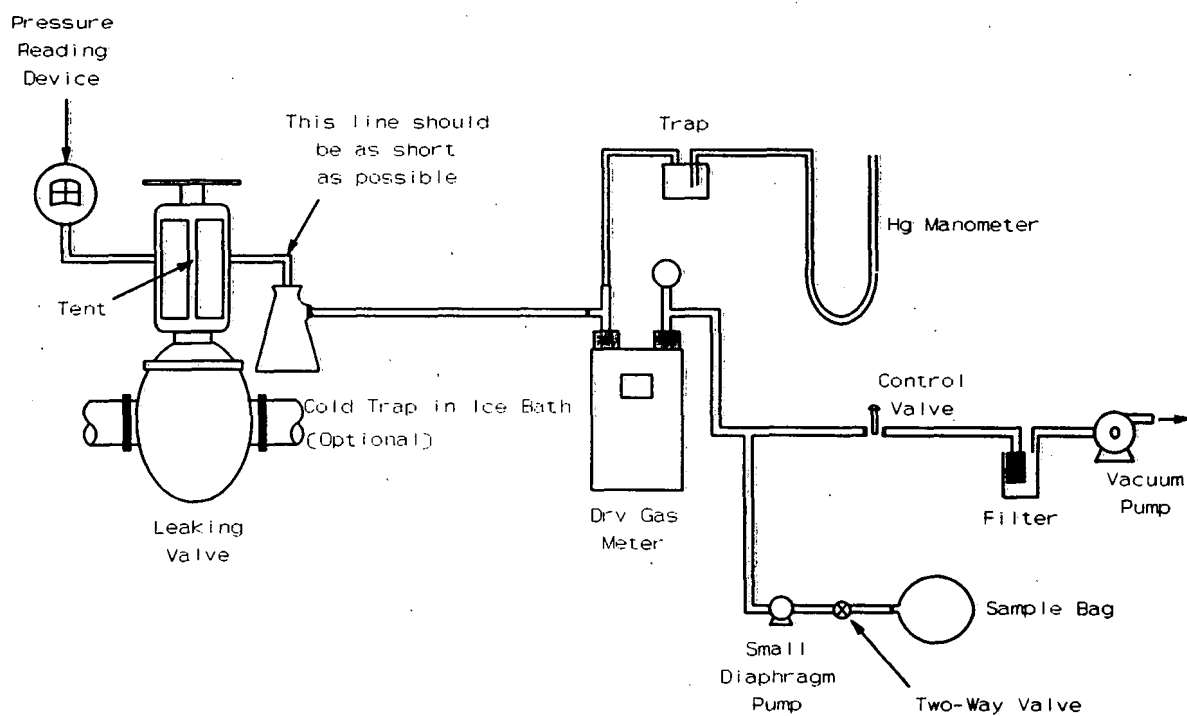 Pressure
Reading
Device
This line should
be as short
as possible
Trap
Hg Manometer
Tent
Control
Valve
Cold Trap in Ice Bath
(Optional)
Leaking
Valve
Dry Gas
Meter
Filter
Vacuum
Pump
Sample Bag
Small
Diaphragm
Pump
Two-Way Valve